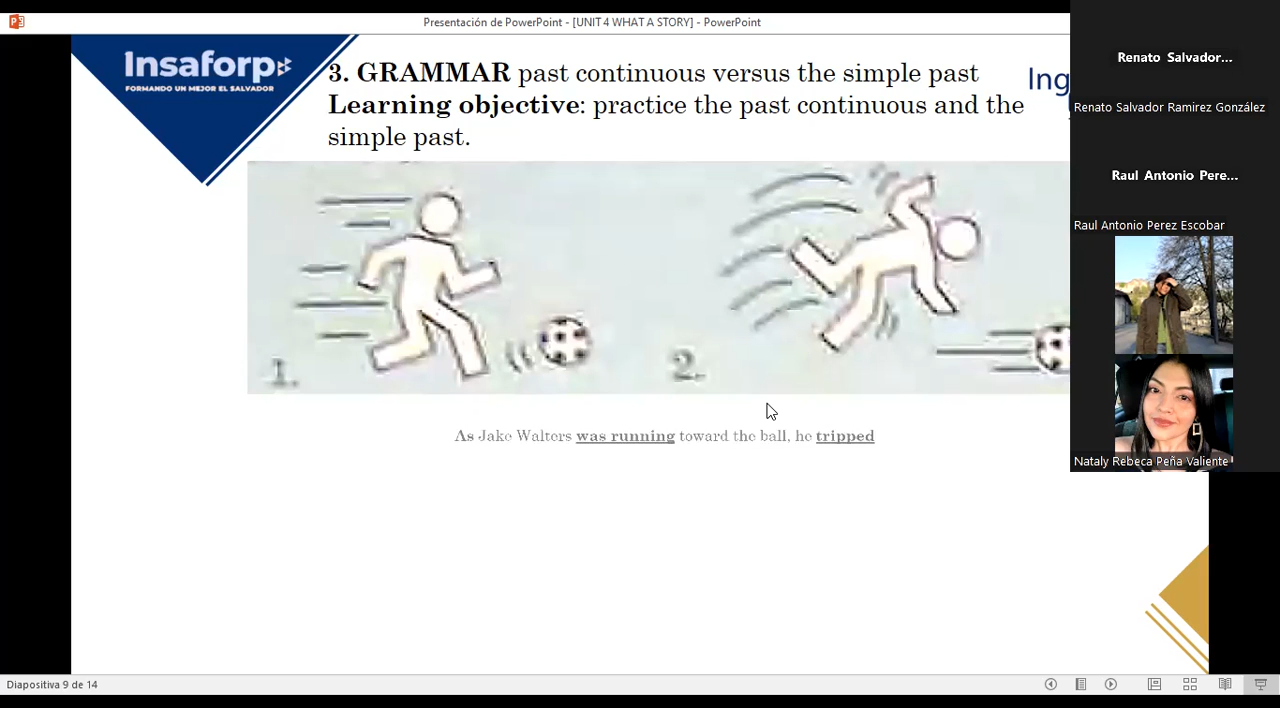 Presentación de PowerPoint - [UNIT 4 WHAT A STORY] - PowerPoint
Insaforp
FORMANDO UN MEJOR EL SALVADOR
3. GRAMMAR past continuous versus the simple past
Learning objective: practice the past continuous and the
simple past.
Ing
1.
2.
As Jake Walters was running toward the ball, he tripped
Renato Salvador...
Renato Salvador Ramirez González
Raul Antonio Pere...
Raul Antonio Perez Escobar
Nataly Rebeca Peña Valiente
Diapositiva 9 de 14